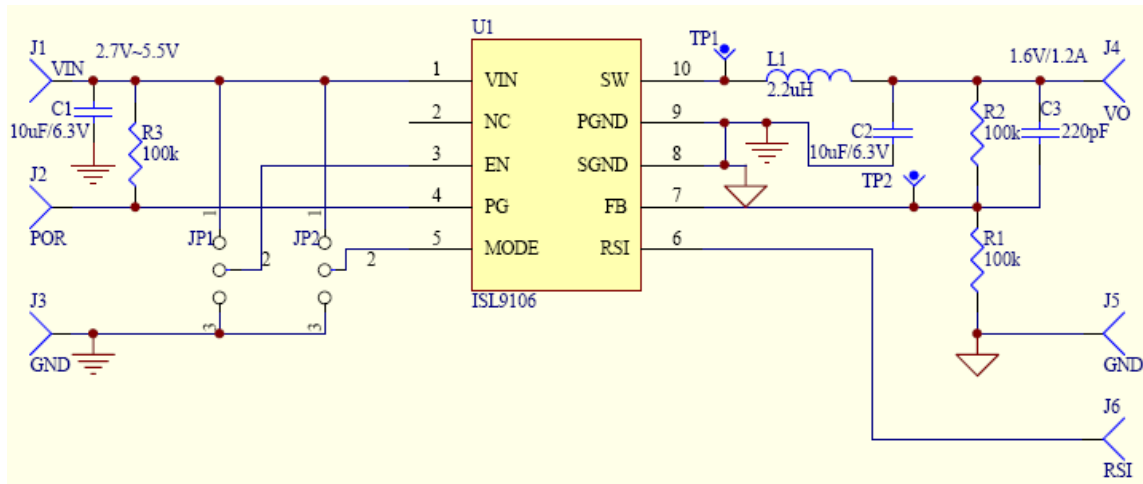 U1
J1
VIN
2.7V~5.5V
C1
10uF/6.3V
R3
100k
J2
POR
JP1
1
2
3
JP2
1
2
3
J3
GND
1
VIN
2
NC
3
EN
4
PG
5
MODE
SW
10
PGND
9
SGND
8
FB
7
RSI
6
ISL9106
TP1
L1
2.2uH
1.6V/1.2A
J4
VO
C2
10uF/6.3V
R2
100k
C3
220pF
TP2
R1
100k
J5
GND
J6
RSI